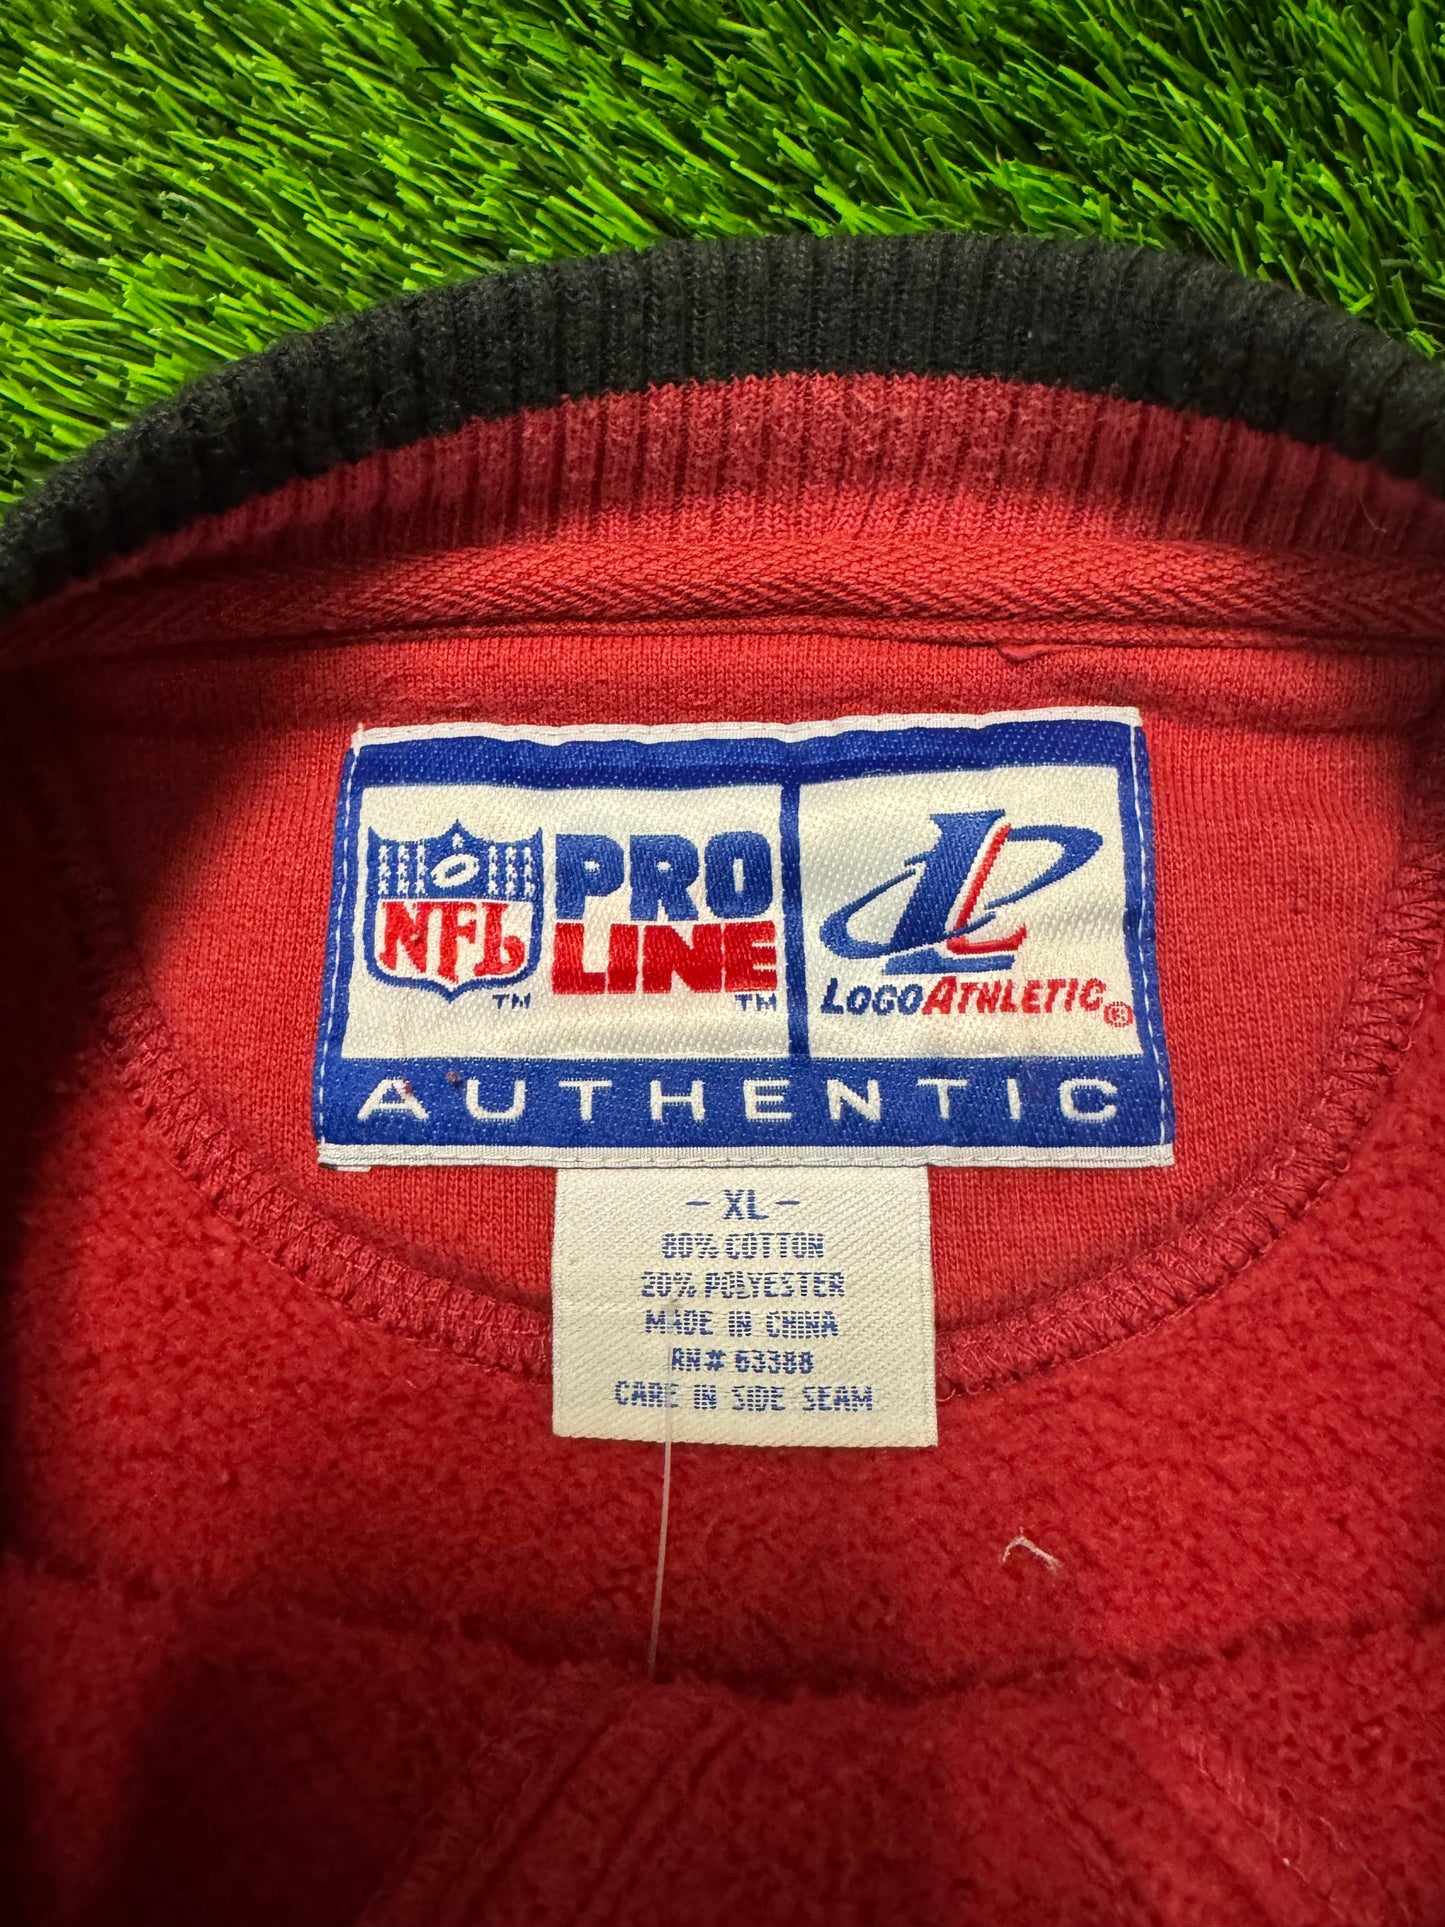 NFL PRO
LINE
TM TM
LOGOATHLETIC®
AUTHENTIC
- XL -
80% COTTON
20% POLYESTER
MADE IN CHINA
RN# 63388
CARE IN SIDE SEAM